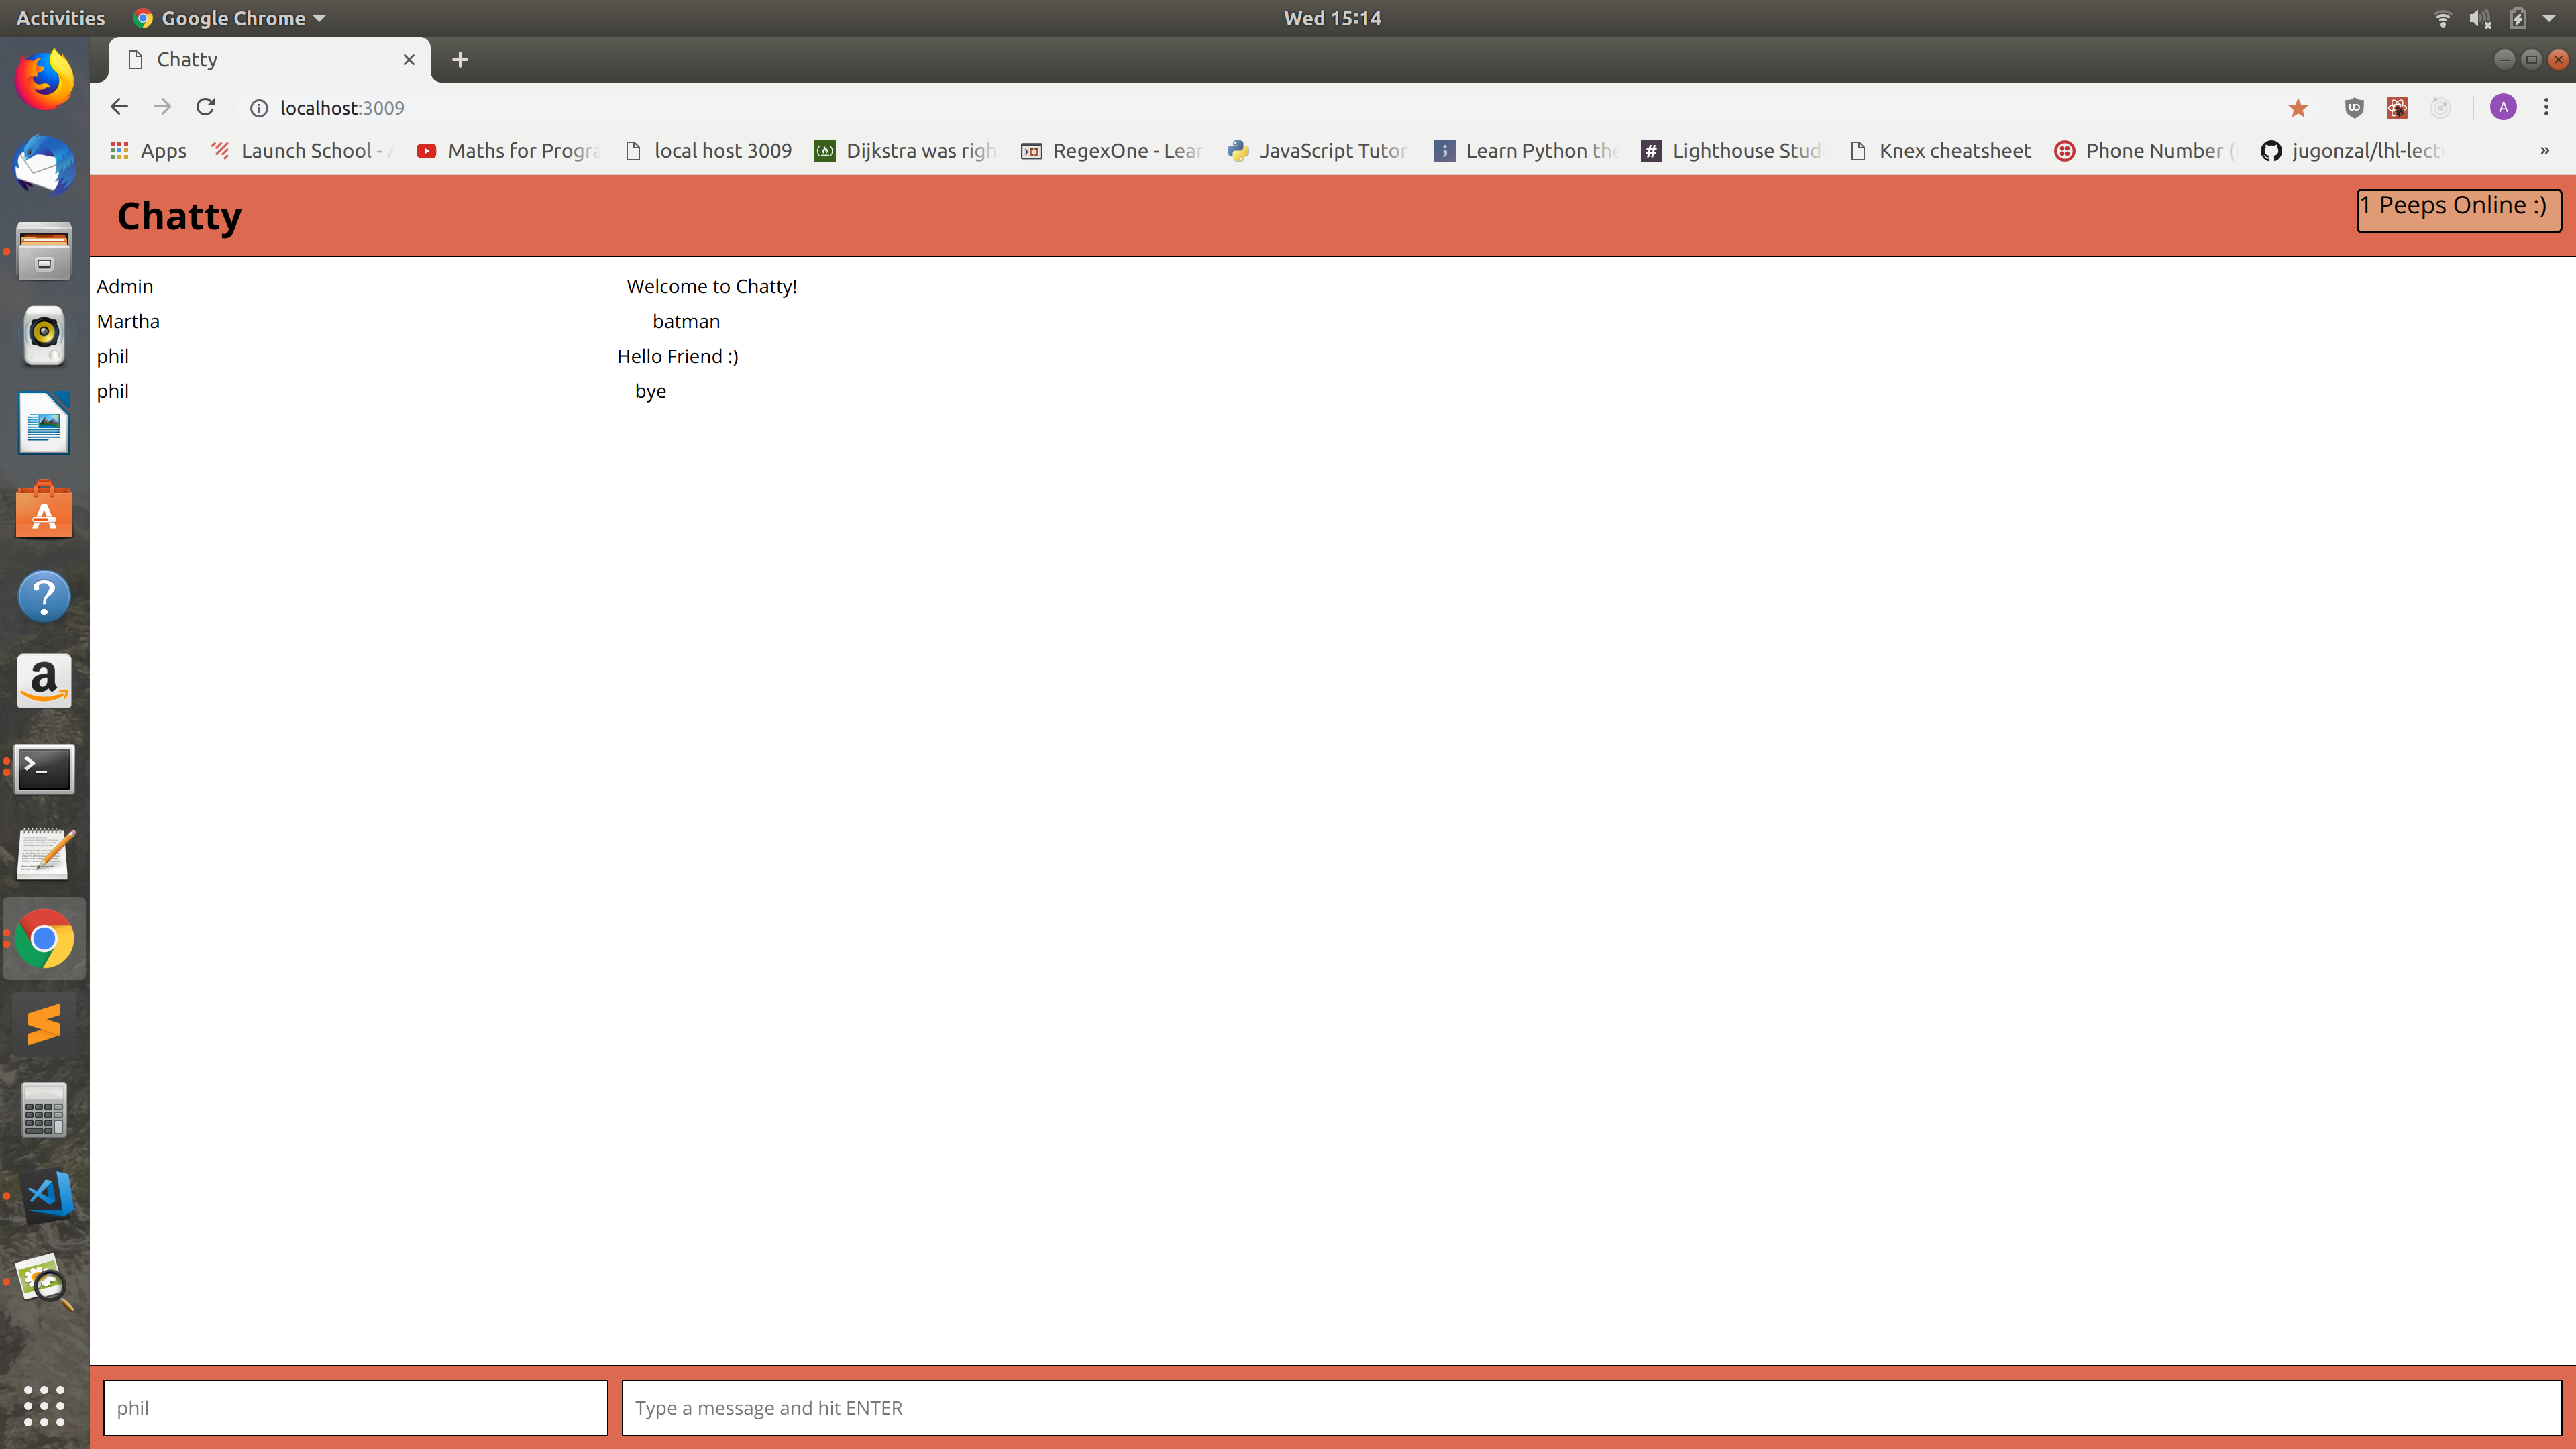 Activities Google Chrome Wed 15:14
Chatty
localhost:3009
Apps Launch School - Maths for Progra local host 3009 Dijkstra was righ RegexOne - Lear JavaScript Tutor Learn Python the Lighthouse Stud Knex cheatsheet Phone Number ( jugonzal/lhl-lect »
Chatty 1 Peeps Online :)
Admin Welcome to Chatty!
Martha batman
phil Hello Friend :)
phil bye
phil Type a message and hit ENTER